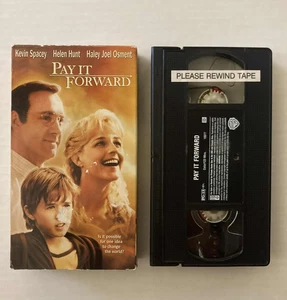 Kevin Spacey Helen Hunt Haley Joel Osment
PAY IT
FORWARD
Is it possible
for one idea
to change
the world?
PLEASE REWIND TAPE
PAY IT FORWARD